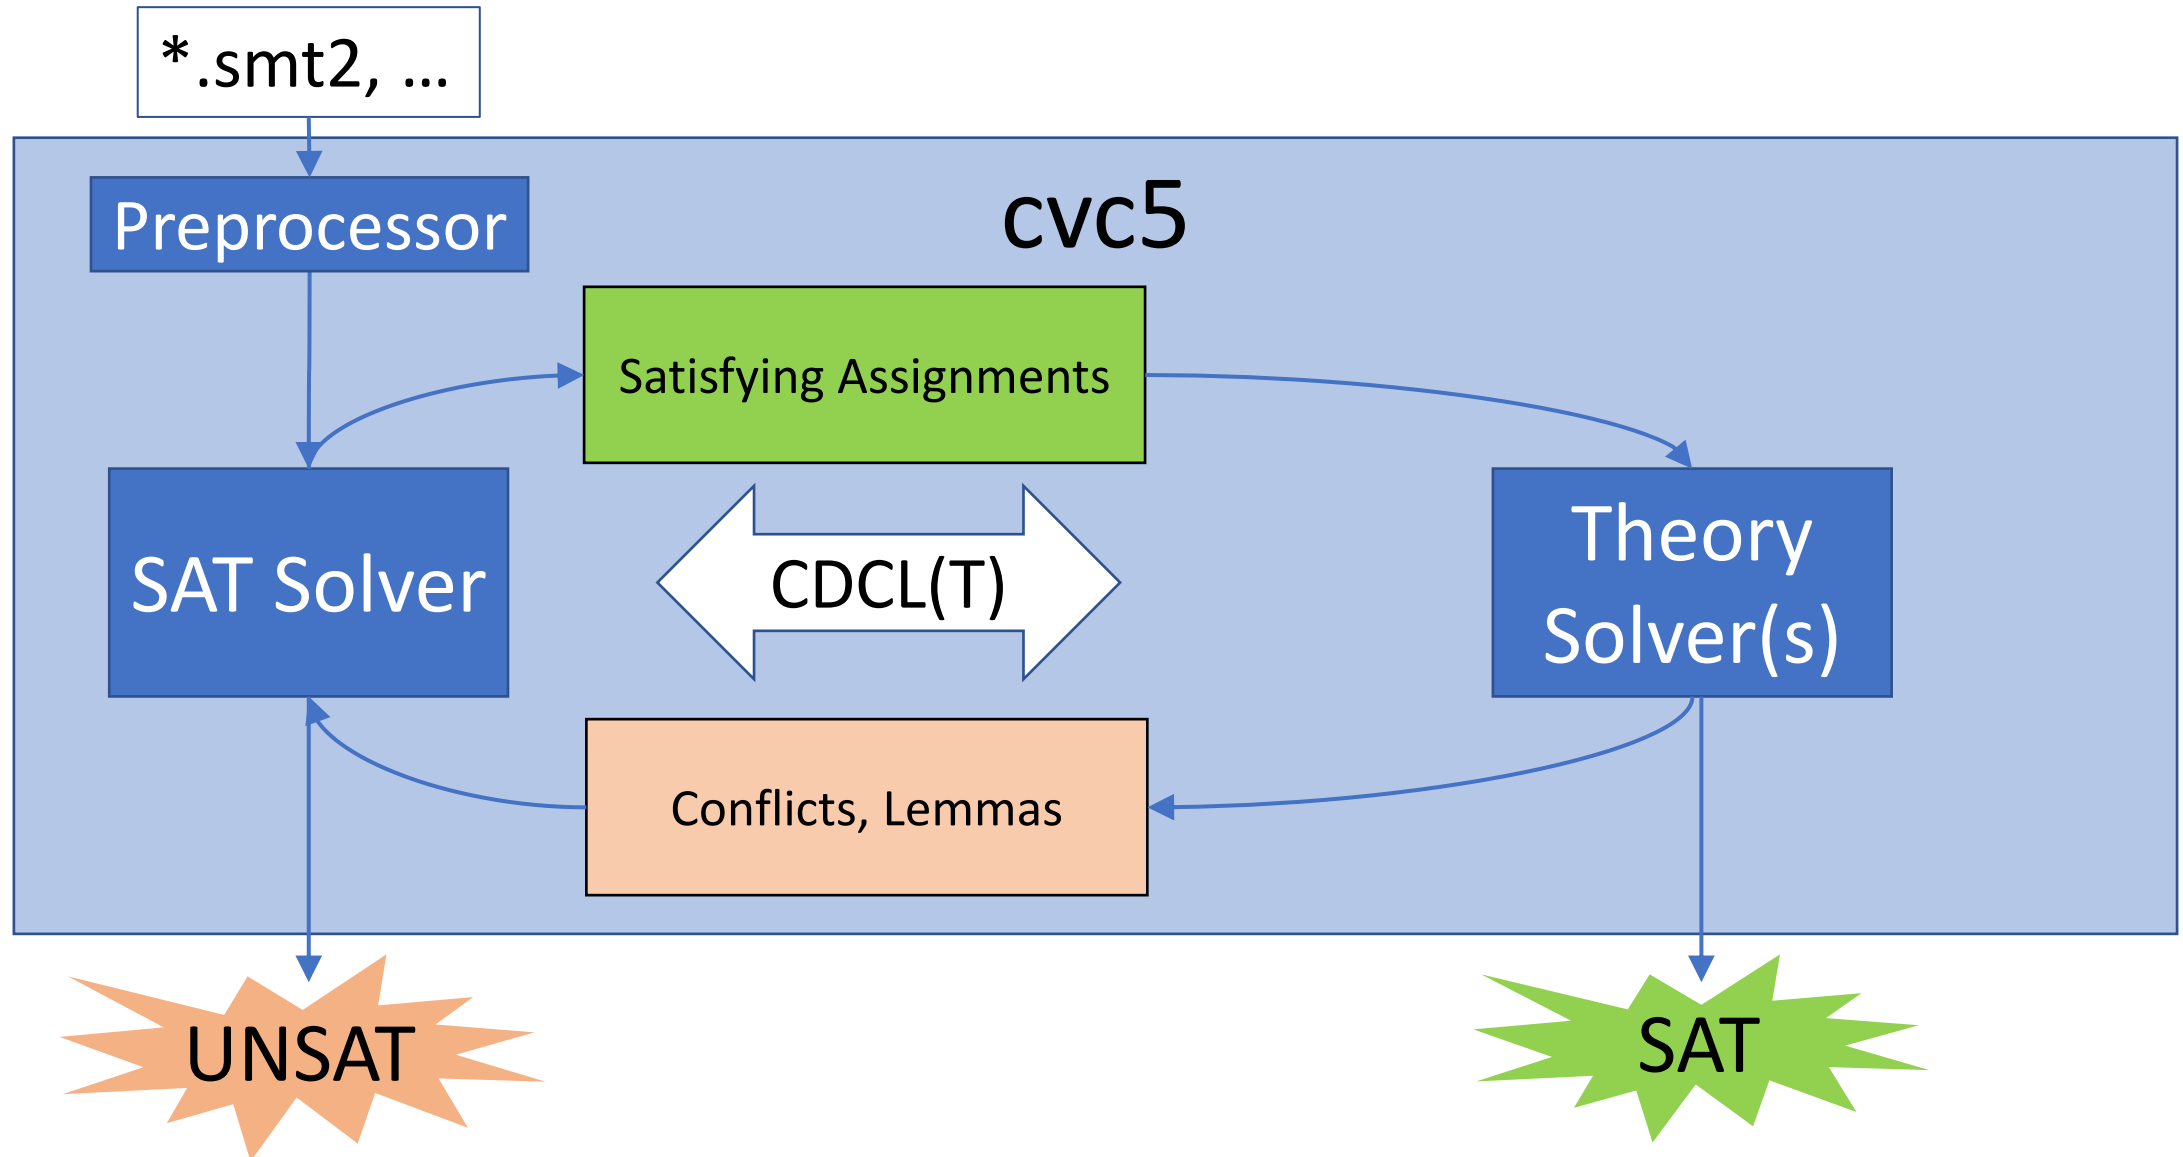 *.smt2, ...
Preprocessor
cvc5
Satisfying Assignments
SAT Solver
CDCL(T)
Theory
Solver(s)
Conflicts, Lemmas
UNSAT
SAT